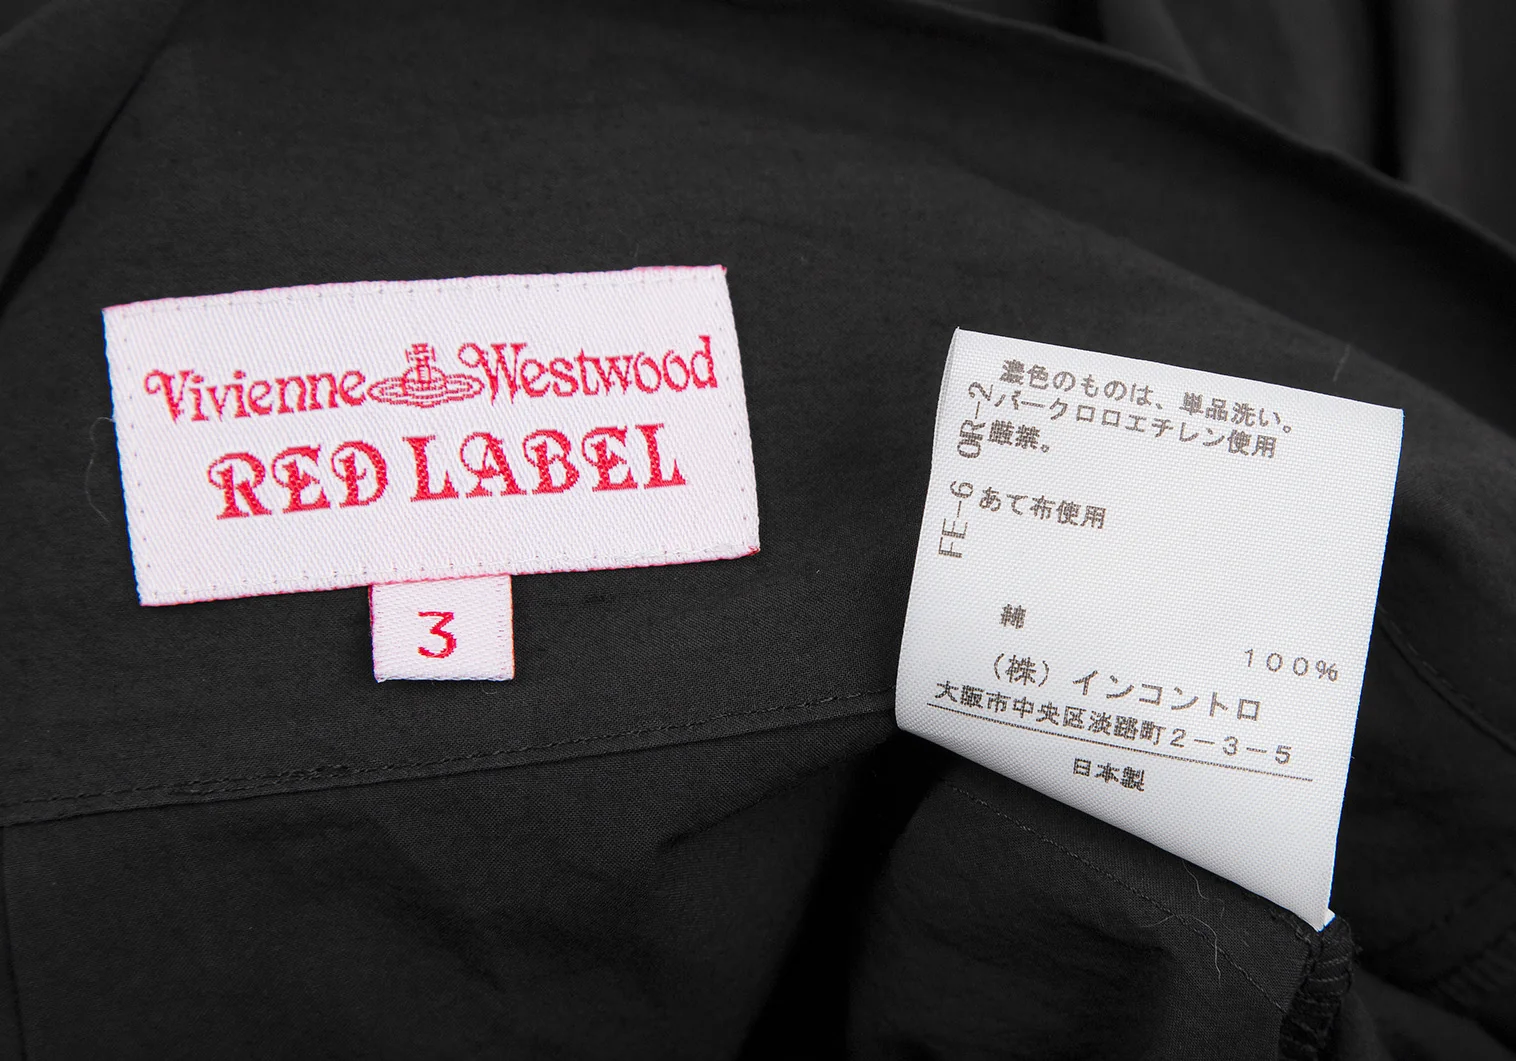 Vivienne Westwood
RED LABEL
3
濃色のものは、単品洗い。
パークロロエチレン使用
厳禁。
あて布使用
FE-6 OR-2
綿
100%
（株）インコントロ
大阪市中央区淡路町2-3-5
日本製